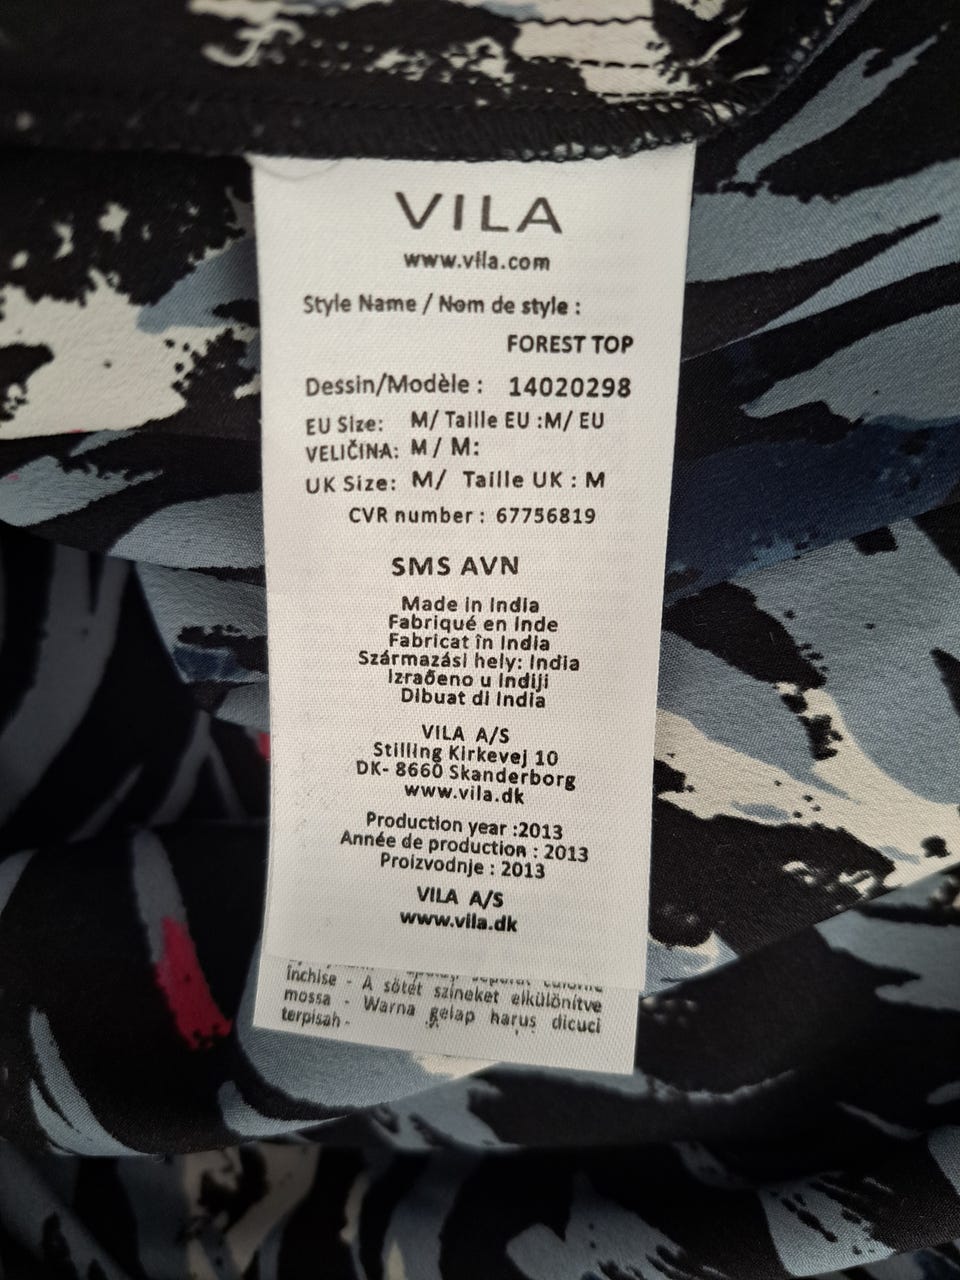 VILA
www.vila.com
Style Name / Nom de style :
FOREST TOP
Dessin/Modèle : 14020298
EU Size: M/ Taille EU :M/ EU
VELIČINA: M / M:
UK Size: M/ Taille UK : M
CVR number : 67756819
SMS AVN
Made in India
Fabriqué en Inde
Fabricat în India
Származási hely: India
Izrađeno u Indiji
Dibuat di India
VILA A/S
Stilling Kirkevej 10
DK- 8660 Skanderborg
www.vila.dk
Production year :2013
Année de production : 2013
Proizvodnje : 2013
VILA A/S
www.vila.dk
închise - A sötét színeket elkülönítve
mossa - Warna gelap harus dicuci
terpisah -